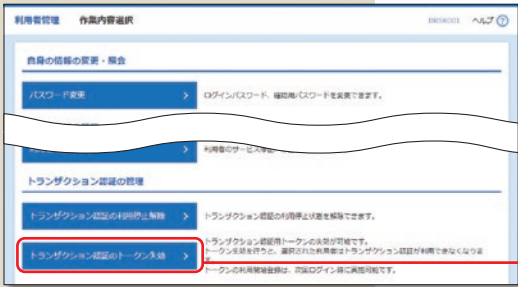 利用者管理　作業内容選択
BRSK001　ヘルプ ?
自身の情報の変更・照会
パスワード変更　ログインパスワード、確認用パスワードを変更できます。
利用者のサービス
トランザクション認証の管理
トランザクション認証の利用停止解除　トランザクション認証の利用停止状態を解除できます。
トランザクション認証用トークンの失効が可能です。
トランザクション認証のトークン失効　トークン失効を行うと、選択された利用者はトランザクション認証が利用できなくなりま
す。
トークンの利用開始登録は、次回ログイン時に実施可能です。